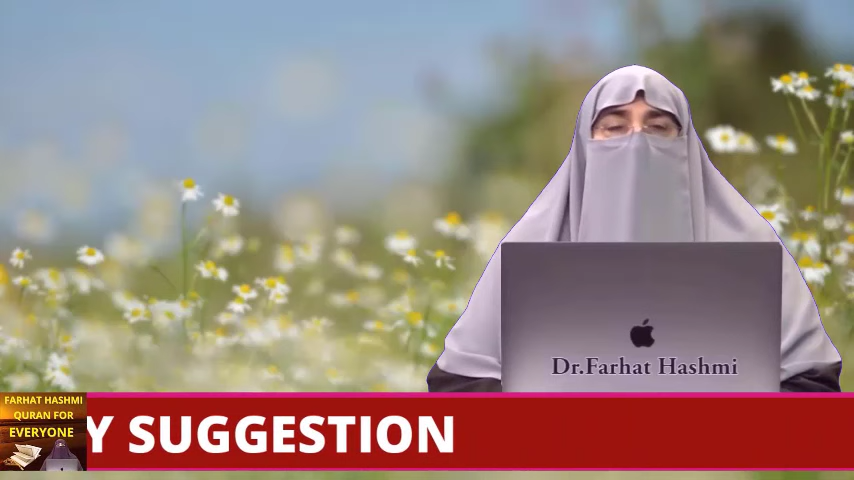 Dr.Farhat Hashmi
FARHAT HASHMI
QURAN FOR
EVERYONE
Y SUGGESTION